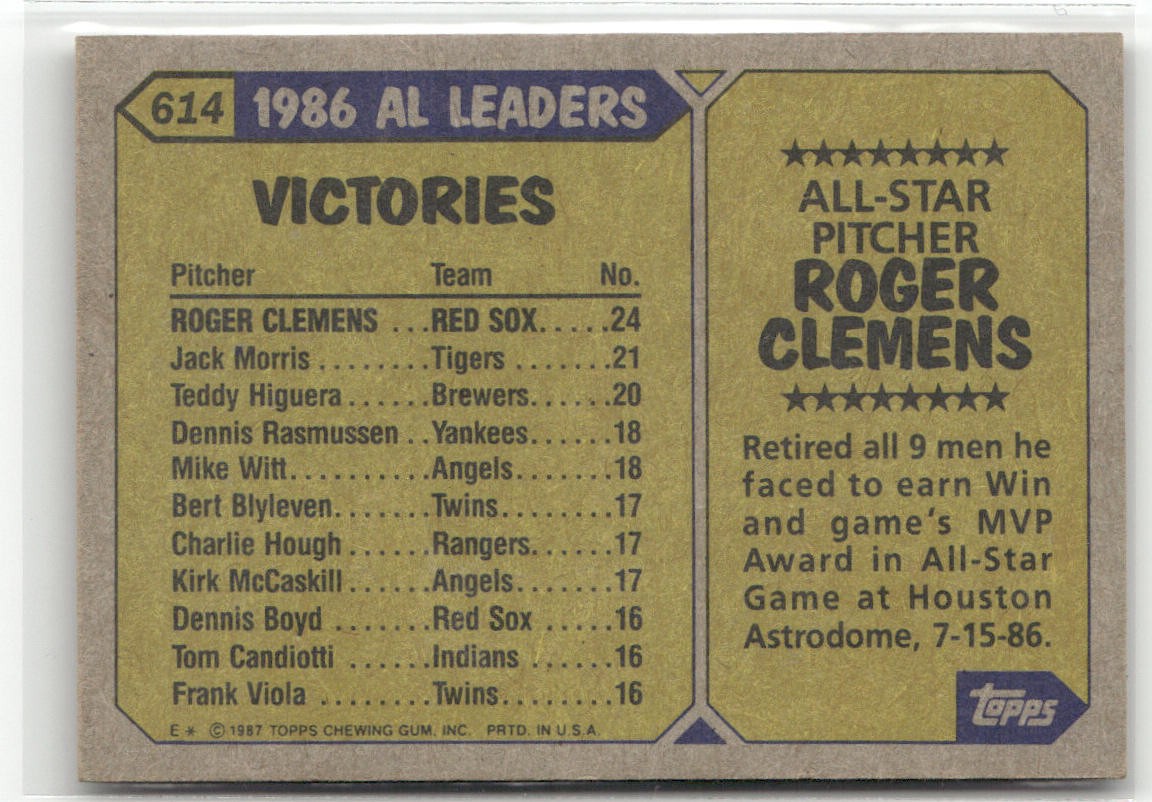 614 1986 AL LEADERS
VICTORIES
Pitcher Team No.
ROGER CLEMENS ...RED SOX.....24
Jack Morris ........Tigers .......21
Teddy Higuera......Brewers......20
Dennis Rasmussen ..Yankees......18
Mike Witt..........Angels.......18
Bert Blyleven.......Twins........17
Charlie Hough ......Rangers......17
Kirk McCaskill......Angels.......17
Dennis Boyd .......Red Sox .....16
Tom Candiotti ......Indians ......16
Frank Viola ........Twins........16
E* ©1987 TOPPS CHEWING GUM, INC. PRTD. IN U.S.A.
★★★★★★★★
ALL-STAR
PITCHER
ROGER
CLEMENS
★★★★★★★★
Retired all 9 men he
faced to earn Win
and game's MVP
Award in All-Star
Game at Houston
Astrodome, 7-15-86.
topps